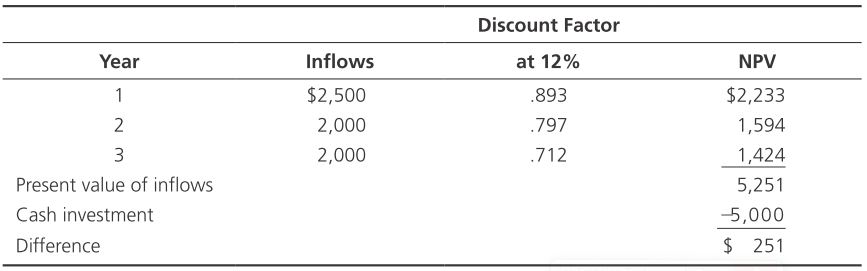 Discount Factor
Year Inflows at 12% NPV
1 $2,500 .893 $2,233
2 2,000 .797 1,594
3 2,000 .712 1,424
Present value of inflows 5,251
Cash investment –5,000
Difference $ 251